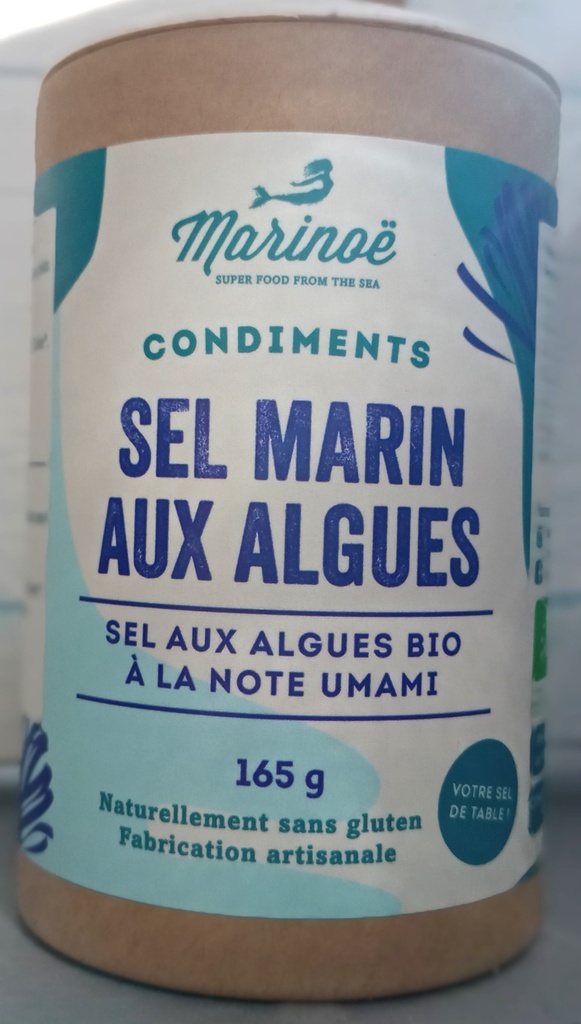 Marinoë
SUPER FOOD FROM THE SEA
CONDIMENTS
SEL MARIN
AUX ALGUES
SEL AUX ALGUES BIO
À LA NOTE UMAMI
165 g
VOTRE SEL
DE TABLE !
Naturellement sans gluten
Fabrication artisanale